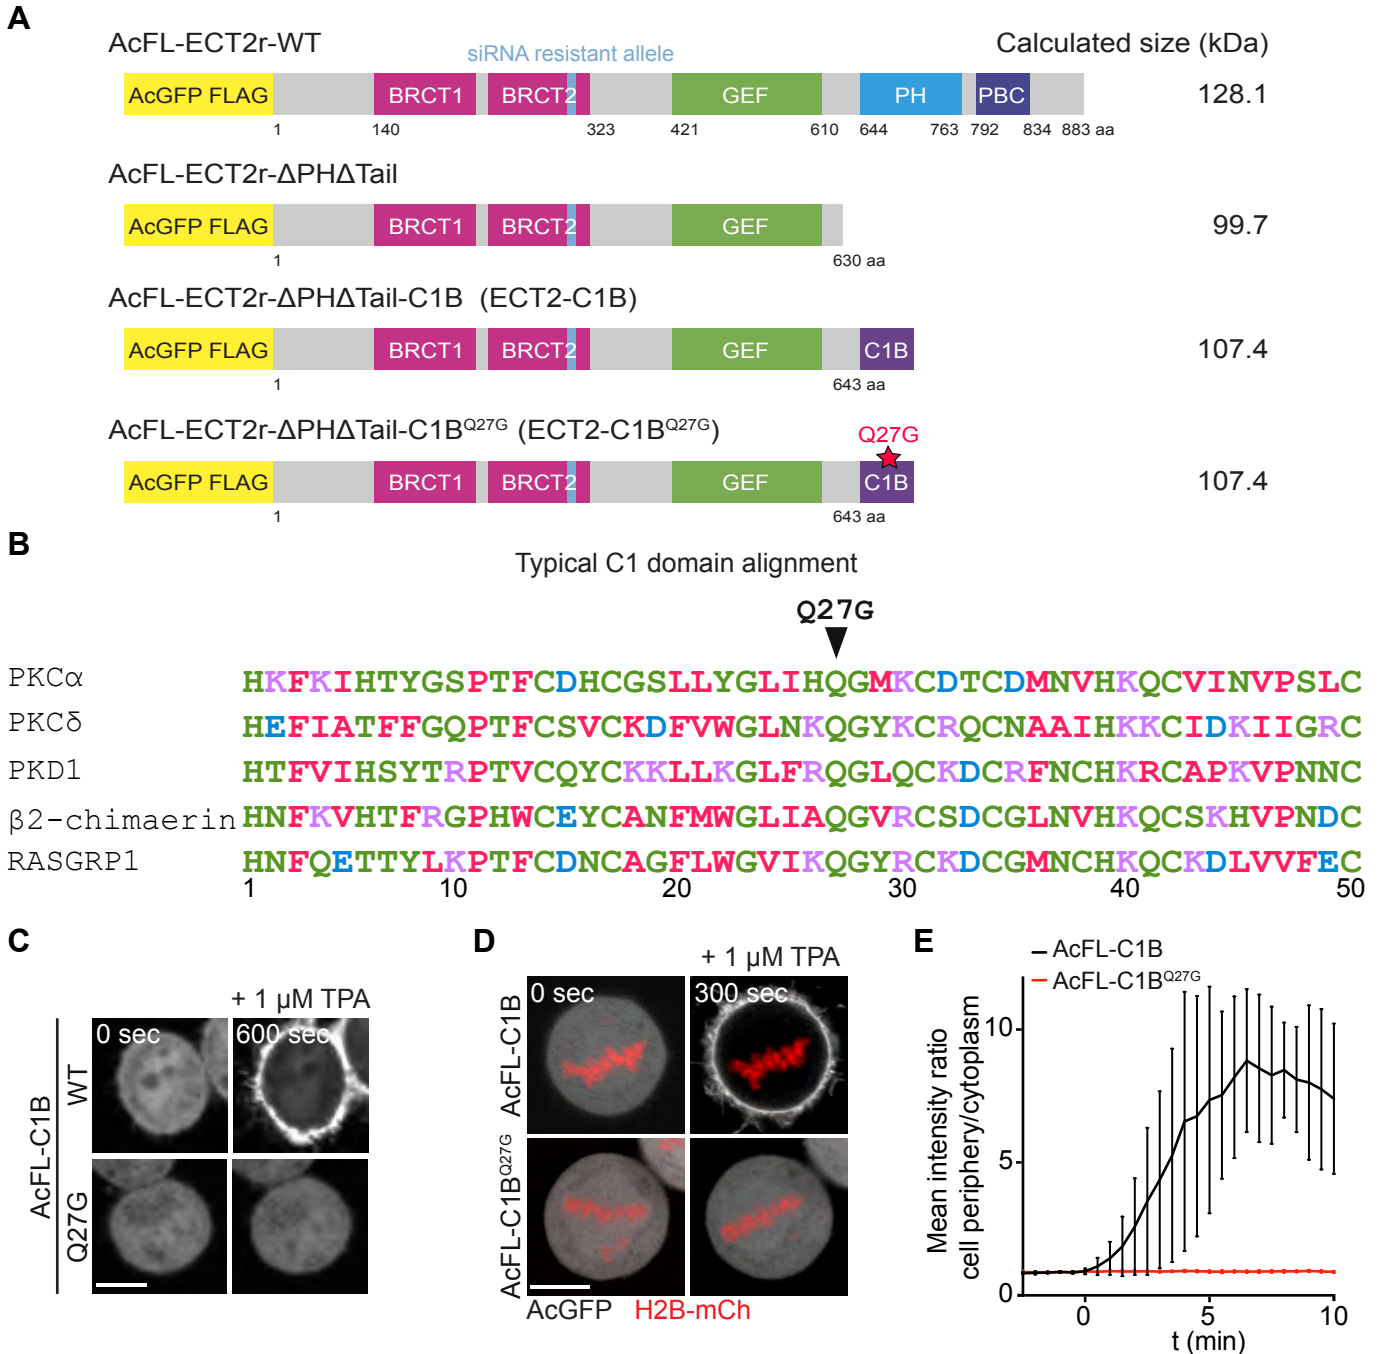 A
AcFL-ECT2r-WT
siRNA resistant allele
Calculated size (kDa)
AcGFP FLAG BRCT1 BRCT2 GEF PH PBC 128.1
1 140 323 421 610 644 763 792 834 883 aa
AcFL-ECT2r-ΔPHΔTail
AcGFP FLAG BRCT1 BRCT2 GEF 99.7
1 630 aa
AcFL-ECT2r-ΔPHΔTail-C1B (ECT2-C1B)
AcGFP FLAG BRCT1 BRCT2 GEF C1B 107.4
1 643 aa
AcFL-ECT2r-ΔPHΔTail-C1BQ27G (ECT2-C1BQ27G)
Q27G
AcGFP FLAG BRCT1 BRCT2 GEF C1B 107.4
1 643 aa
B
Typical C1 domain alignment
Q27G
PKCα HKFKIHTYGSPTFCDHCGSLLYGLIHQGMKCDTCDMNVHKQCVINVPSLC
PKCδ HEFIATFFGQPTFCSVCKDFVWGLNKQGYKCRQCNAAIHKKCIDKIIGRC
PKD1 HTFVIHSYTRPTVCQYCKKLLKGLFRQGLQCKDCRFNCHKRCAPKVPNNC
β2-chimaerin HNFKVHTFRGPHWCEYCANFMWGLIAQGVRCSDCGLNVHKQCSKHVPNDC
RASGRP1 HNFQETTYLKPTFCDNCAGFLWGVIKQGYRCKDCGMNCHKQCKDLVVFEC
1 10 20 30 40 50
C
+ 1 µM TPA
AcFL-C1B
WT
0 sec 600 sec
Q27G
D
+ 1 µM TPA
AcFL-C1B
0 sec 300 sec
AcFL-C1BQ27G
AcGFP H2B-mCh
E
AcFL-C1B
AcFL-C1BQ27G
Mean intensity ratio
cell periphery/cytoplasm
10
5
0
0 5 10
t (min)